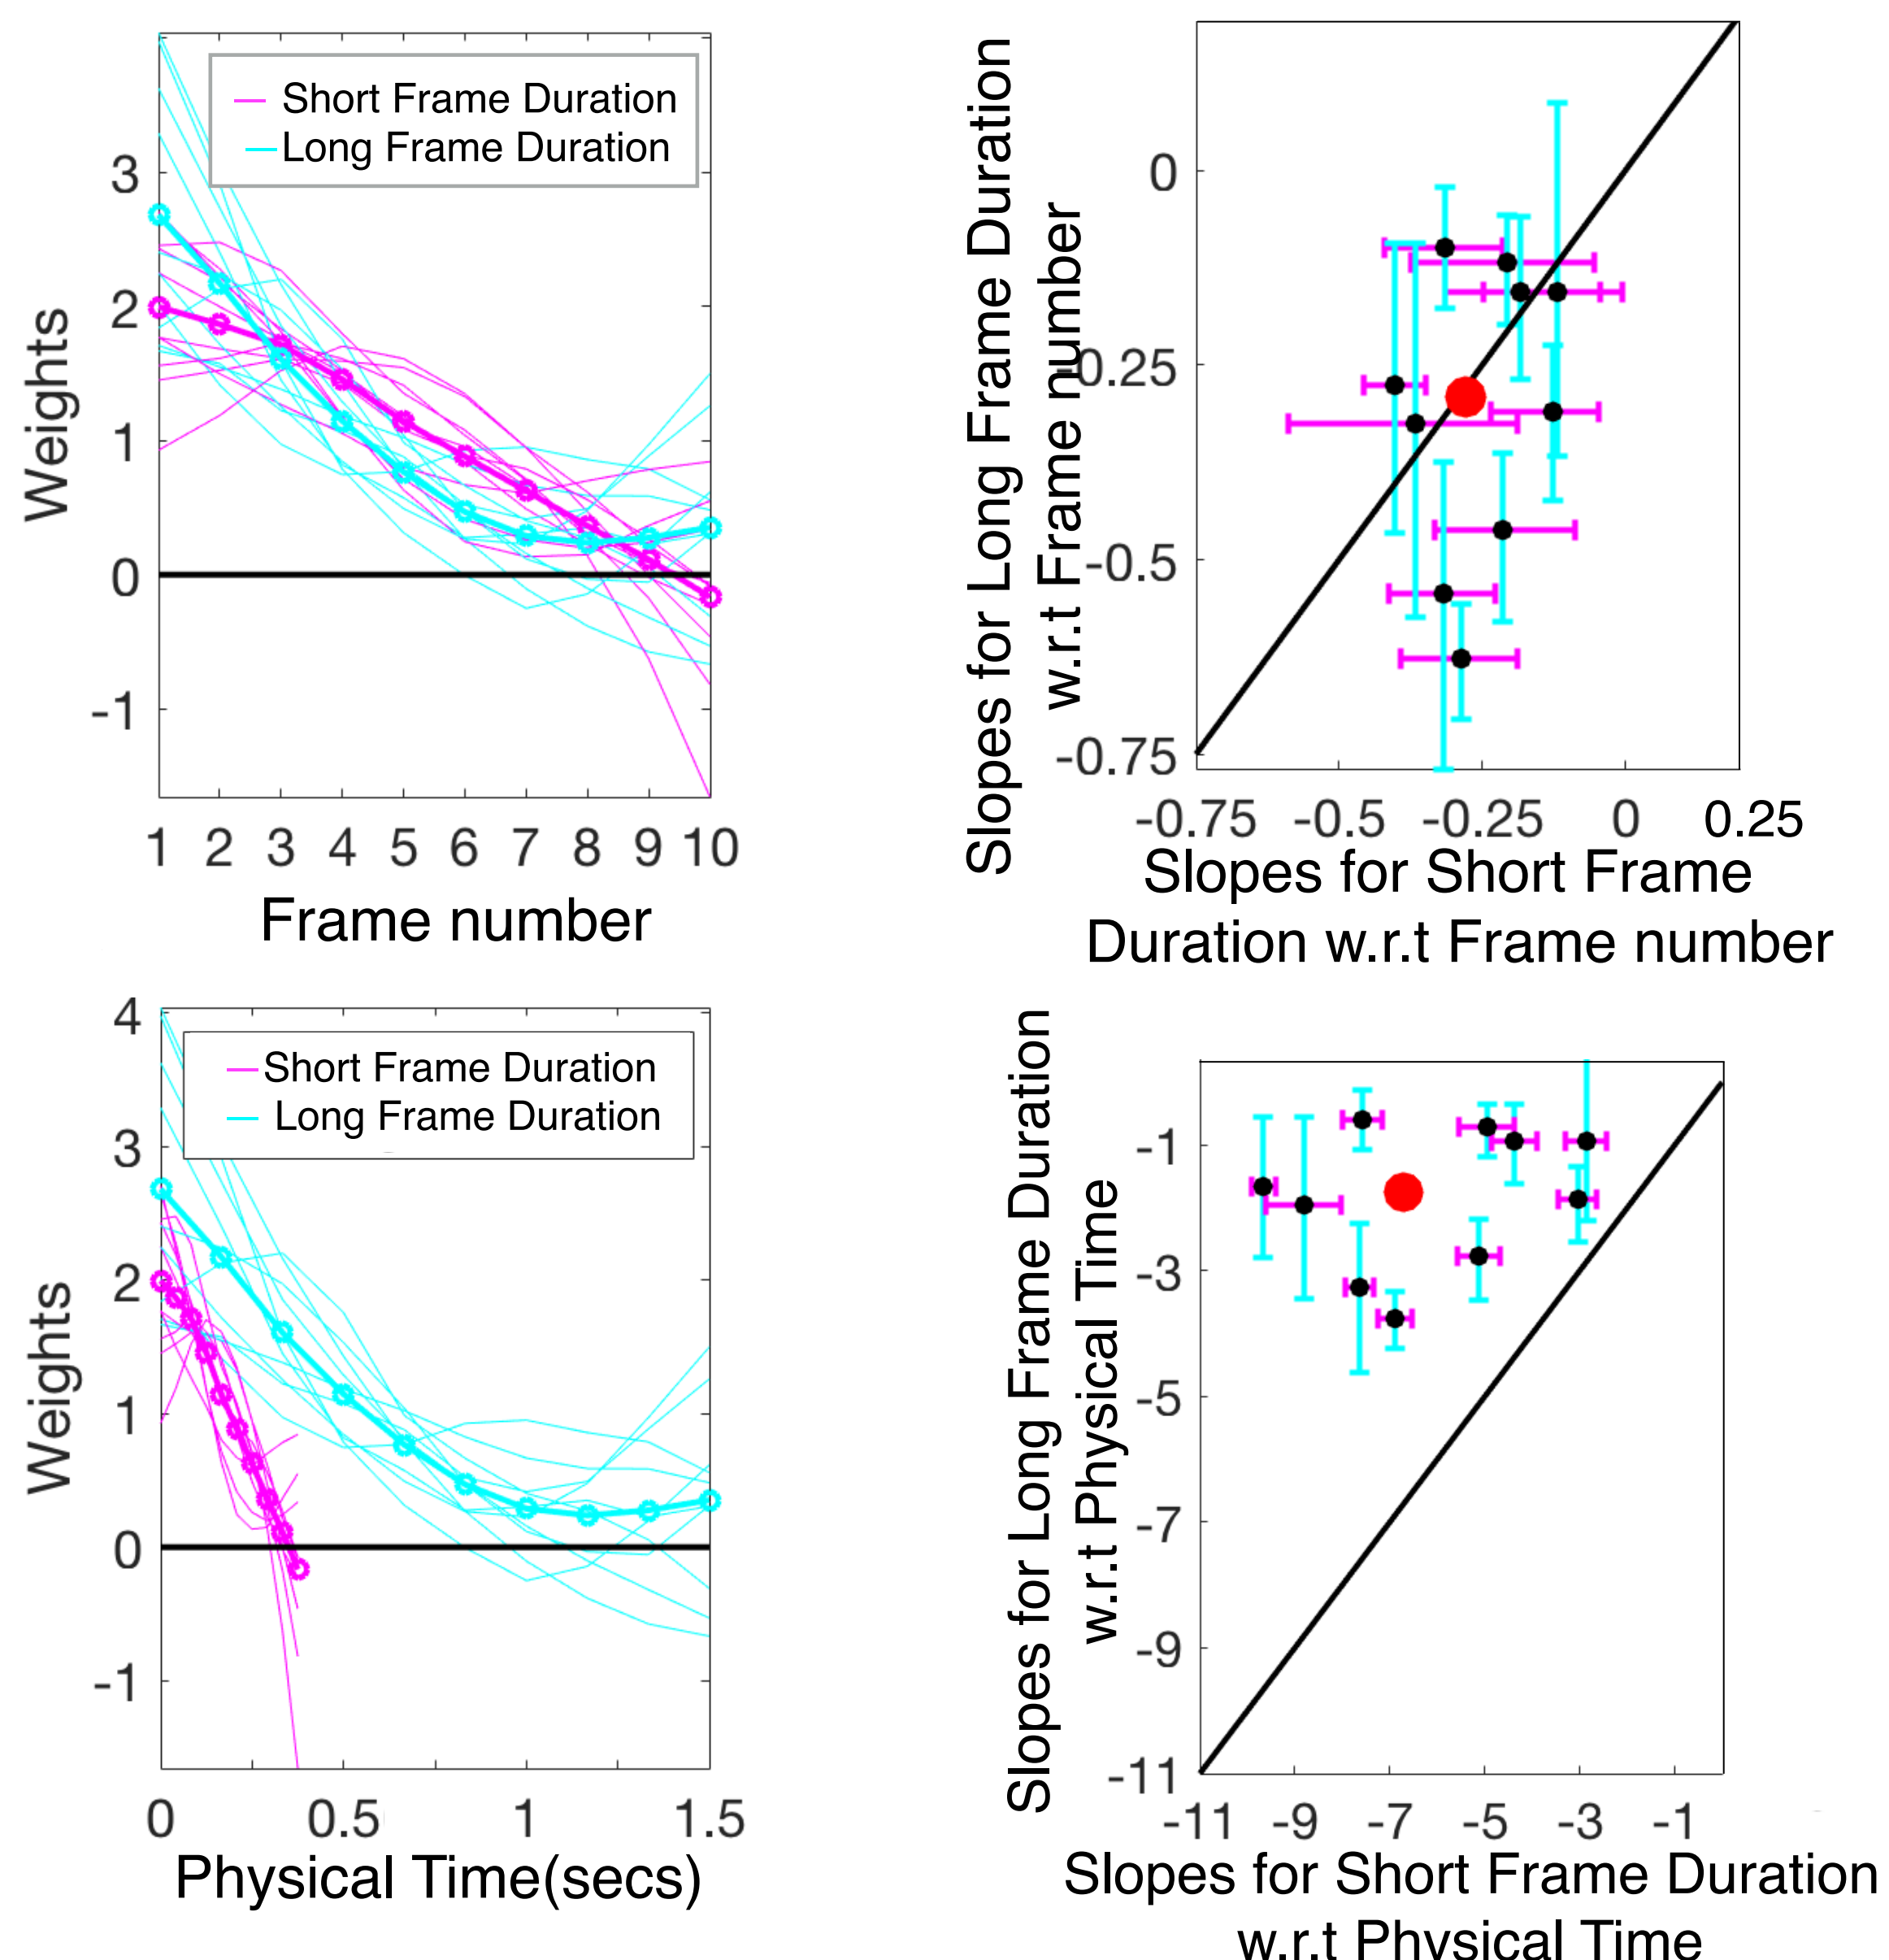 Short Frame Duration
Long Frame Duration
3
2
1
0
-1
Weights
1 2 3 4 5 6 7 8 9 10
Frame number
Slopes for Long Frame Duration
w.r.t Frame number
0
-0.25
-0.5
-0.75
-0.75 -0.5 -0.25 0 0.25
Slopes for Short Frame
Duration w.r.t Frame number
Short Frame Duration
Long Frame Duration
4
3
2
1
0
-1
Weights
0 0.5 1 1.5
Physical Time(secs)
Slopes for Long Frame Duration
w.r.t Physical Time
-1
-3
-5
-7
-9
-11
-11 -9 -7 -5 -3 -1
Slopes for Short Frame Duration
w.r.t Physical Time